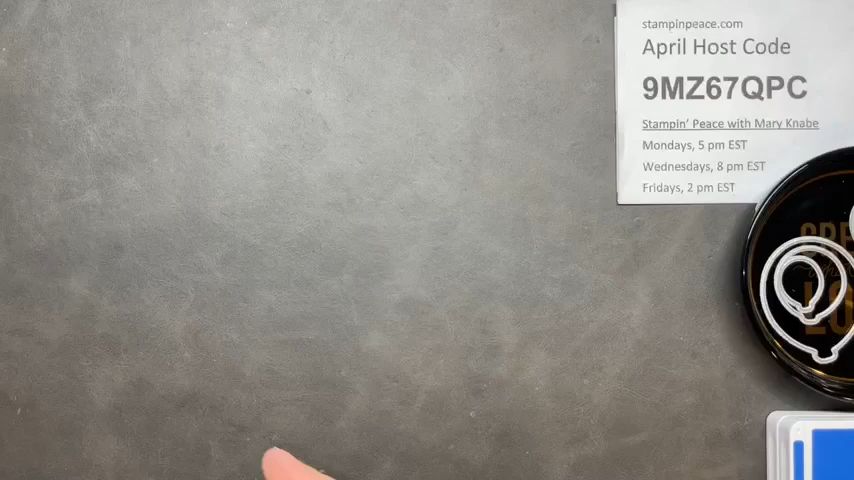 stampinpeace.com
April Host Code
9MZ67QPC
Stampin' Peace with Mary Knabe
Mondays, 5 pm EST
Wednesdays, 8 pm EST
Fridays, 2 pm EST